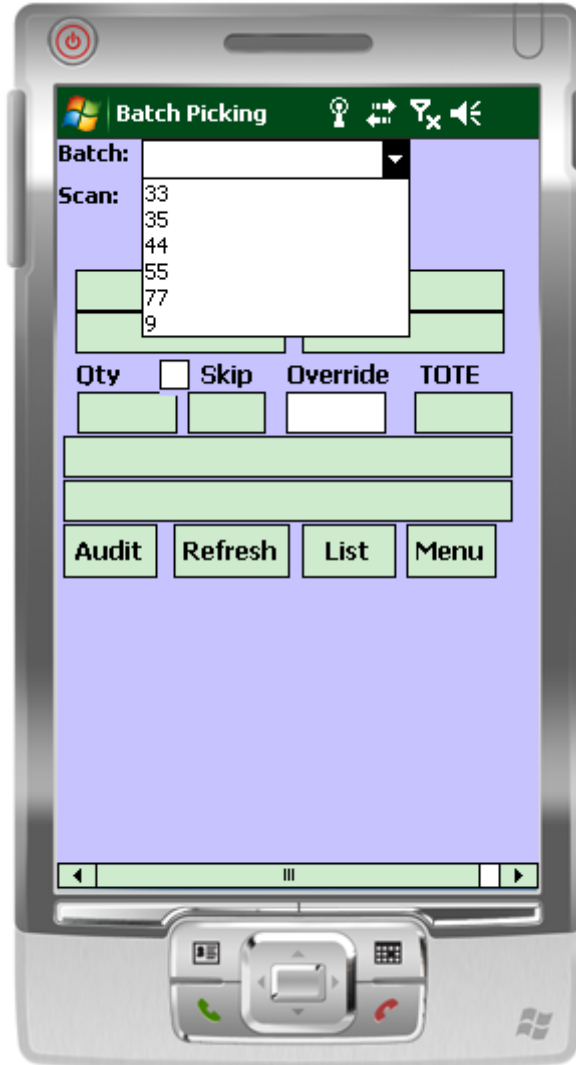 Batch Picking
Batch:
Scan:
33
35
44
55
77
9
Qty Skip Override TOTE
Audit Refresh List Menu